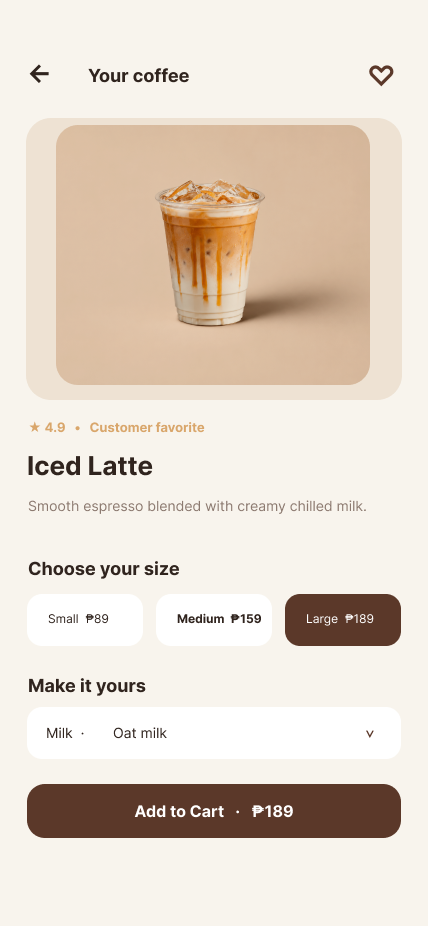 Your coffee
★ 4.9 • Customer favorite
Iced Latte
Smooth espresso blended with creamy chilled milk.
Choose your size
Small ₱89 Medium ₱159 Large ₱189
Make it yours
Milk · Oat milk
Add to Cart · ₱189